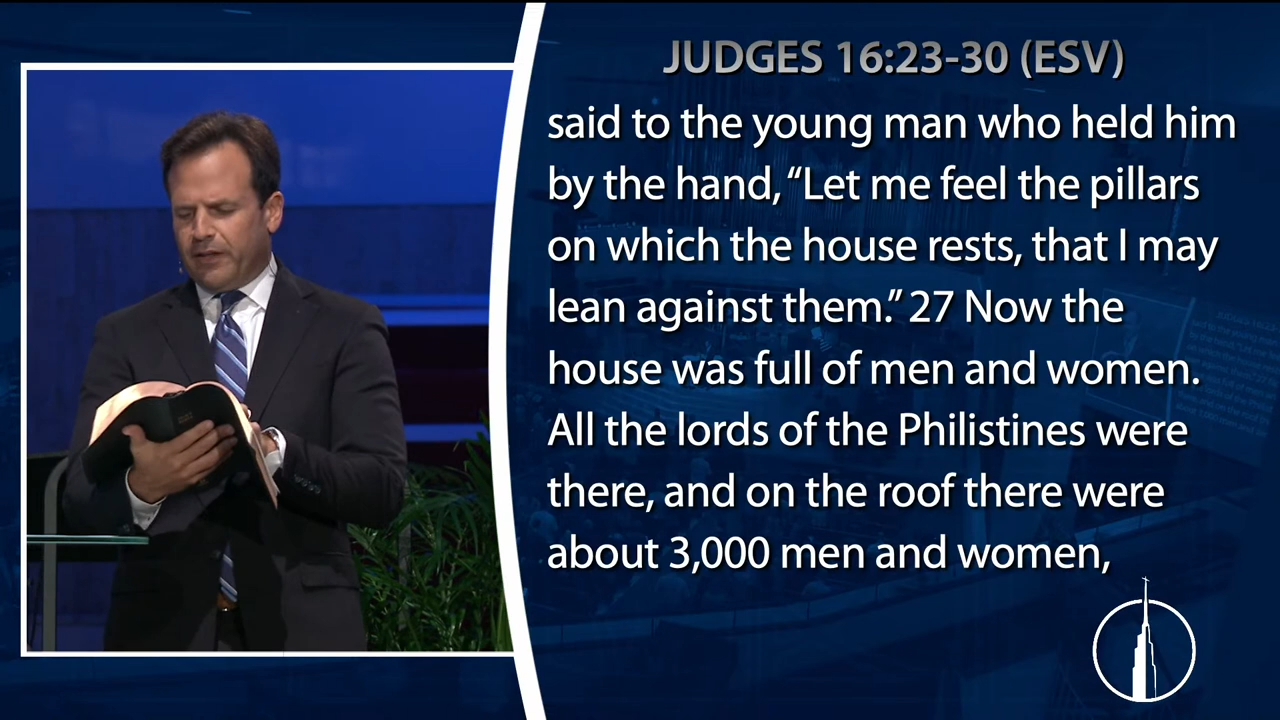 JUDGES 16:23-30 (ESV)
said to the young man who held him
by the hand, “Let me feel the pillars
on which the house rests, that I may
lean against them.” 27 Now the
house was full of men and women.
All the lords of the Philistines were
there, and on the roof there were
about 3,000 men and women,